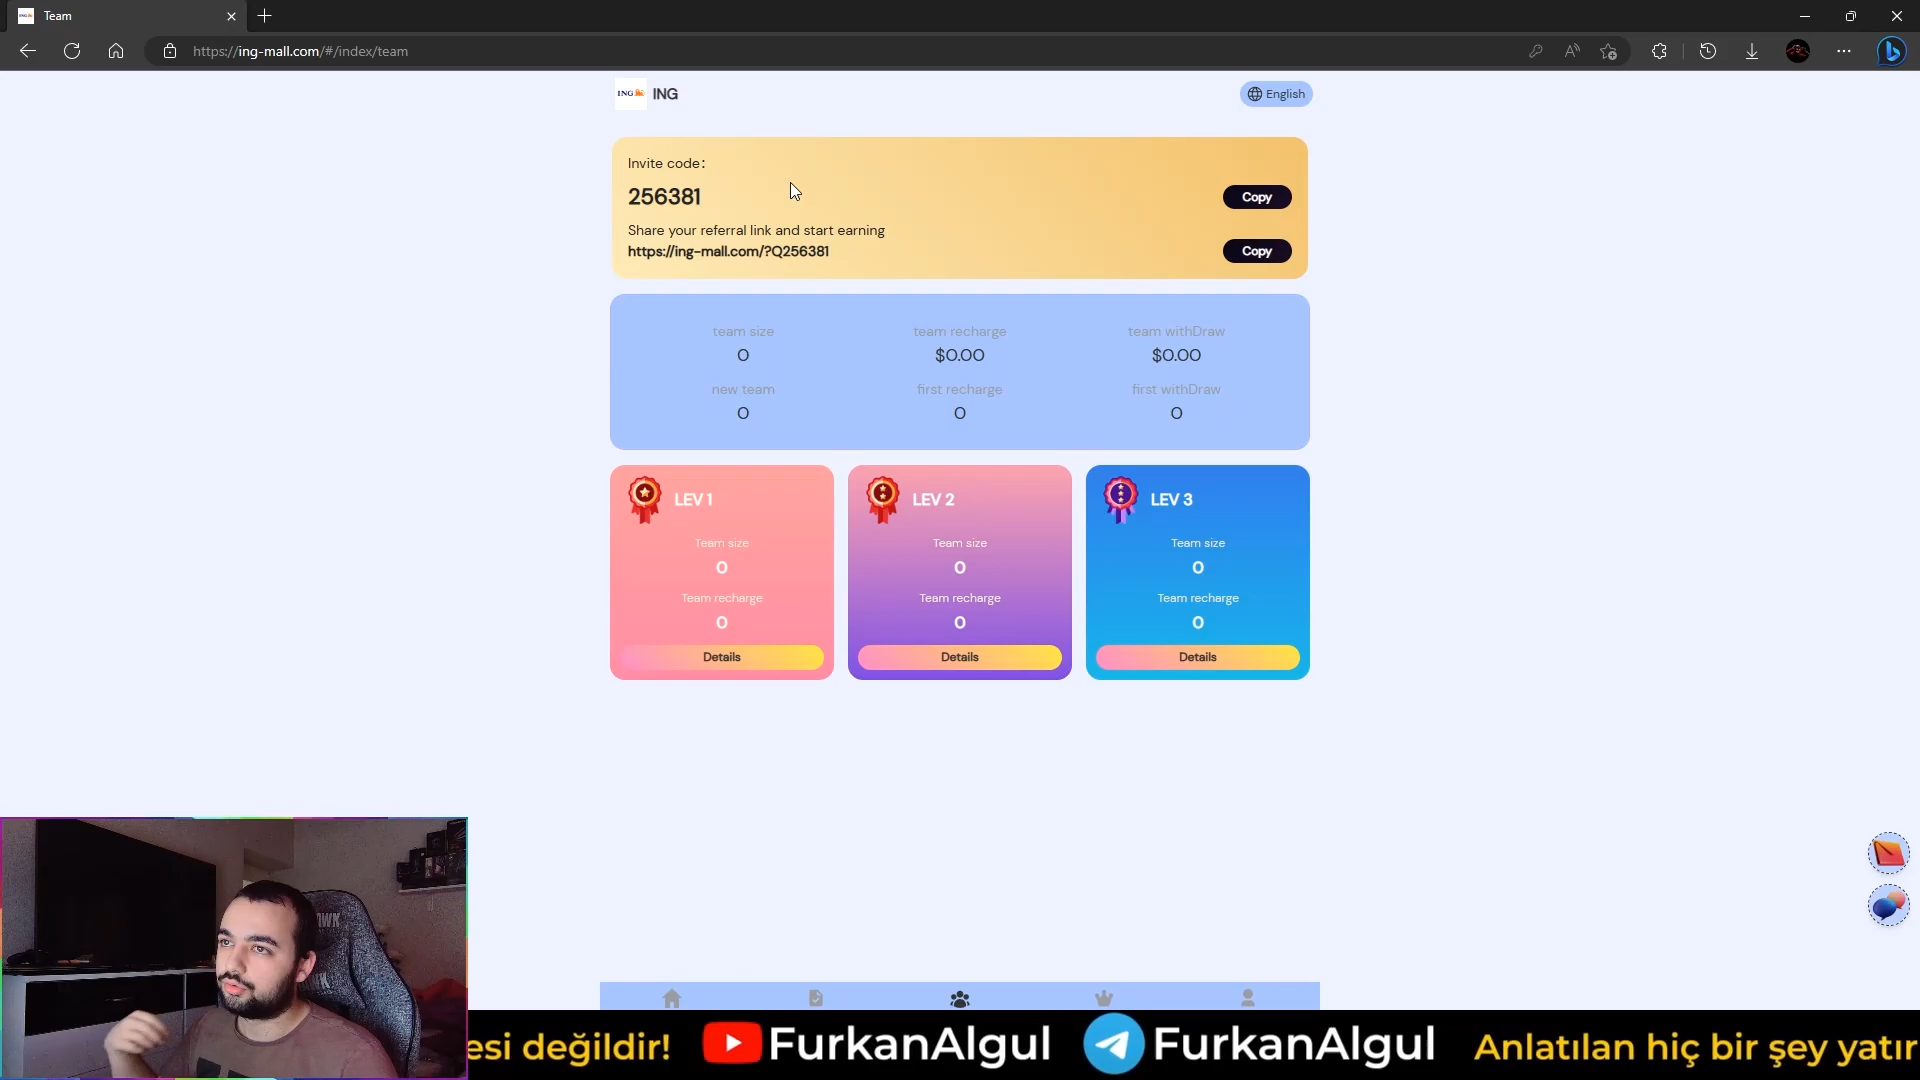 Team
https://ing-mall.com/#/index/team
ING
ING
English
Invite code:
256381
Copy
Share your referral link and start earning
https://ing-mall.com/?Q256381
Copy
team size
team recharge
team withDraw
0
$0.00
$0.00
new team
first recharge
first withDraw
0
0
0
LEV 1
Team size
0
Team recharge
0
Details
LEV 2
Team size
0
Team recharge
0
Details
LEV 3
Team size
0
Team recharge
0
Details
esi değildir!
FurkanAlgul
FurkanAlgul
Anlatılan hiç bir şey yatır